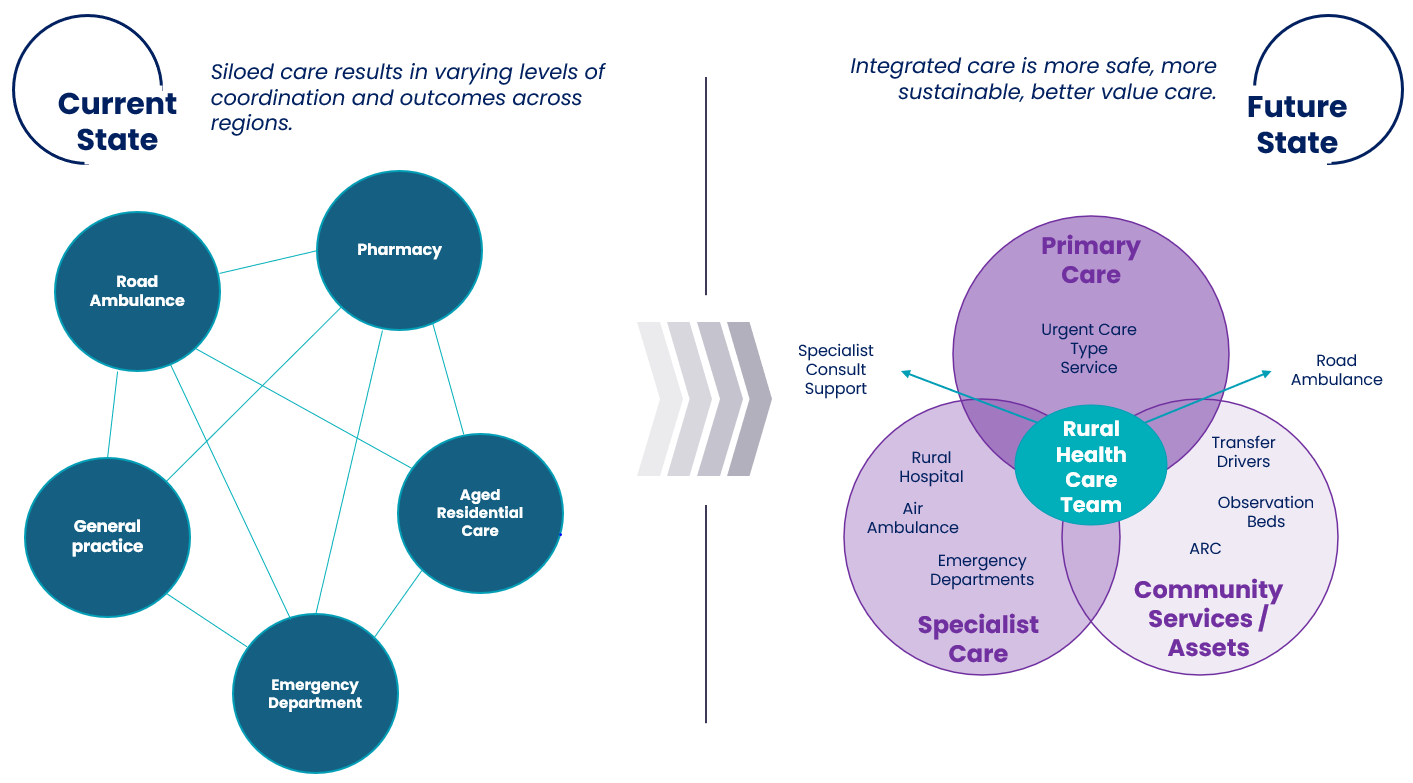 Current
State
Siloed care results in varying levels of
coordination and outcomes across
regions.
Road
Ambulance
Pharmacy
General
practice
Aged
Residential
Care
Emergency
Department
Integrated care is more safe, more
sustainable, better value care.
Future
State
Primary
Care
Urgent Care
Type
Service
Specialist
Consult
Support
Road
Ambulance
Rural
Health
Care
Team
Rural
Hospital
Air
Ambulance
Emergency
Departments
Specialist
Care
Transfer
Drivers
Observation
Beds
ARC
Community
Services /
Assets